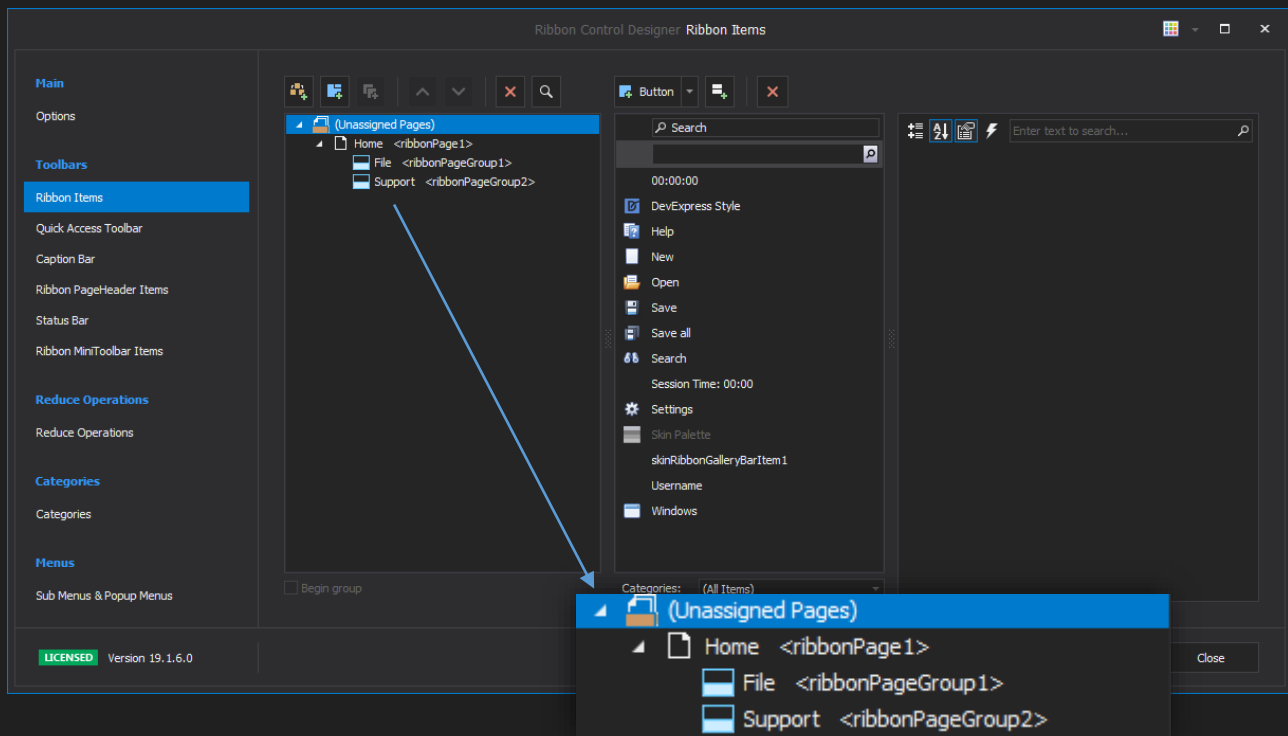 Ribbon Control Designer Ribbon Items
Main
Options
Toolbars
Ribbon Items
Quick Access Toolbar
Caption Bar
Ribbon PageHeader Items
Status Bar
Ribbon MiniToolbar Items
Reduce Operations
Reduce Operations
Categories
Categories
Menus
Sub Menus & Popup Menus
LICENSED Version 19.1.6.0
(Unassigned Pages)
Home <ribbonPage1>
File <ribbonPageGroup1>
Support <ribbonPageGroup2>
Begin group
Button
Search
00:00:00
DevExpress Style
Help
New
Open
Save
Save all
Search
Session Time: 00:00
Settings
Skin Palette
skinRibbonGalleryBarItem1
Username
Windows
Categories: (All Items)
Enter text to search...
(Unassigned Pages)
Home <ribbonPage1>
File <ribbonPageGroup1>
Support <ribbonPageGroup2>
Close